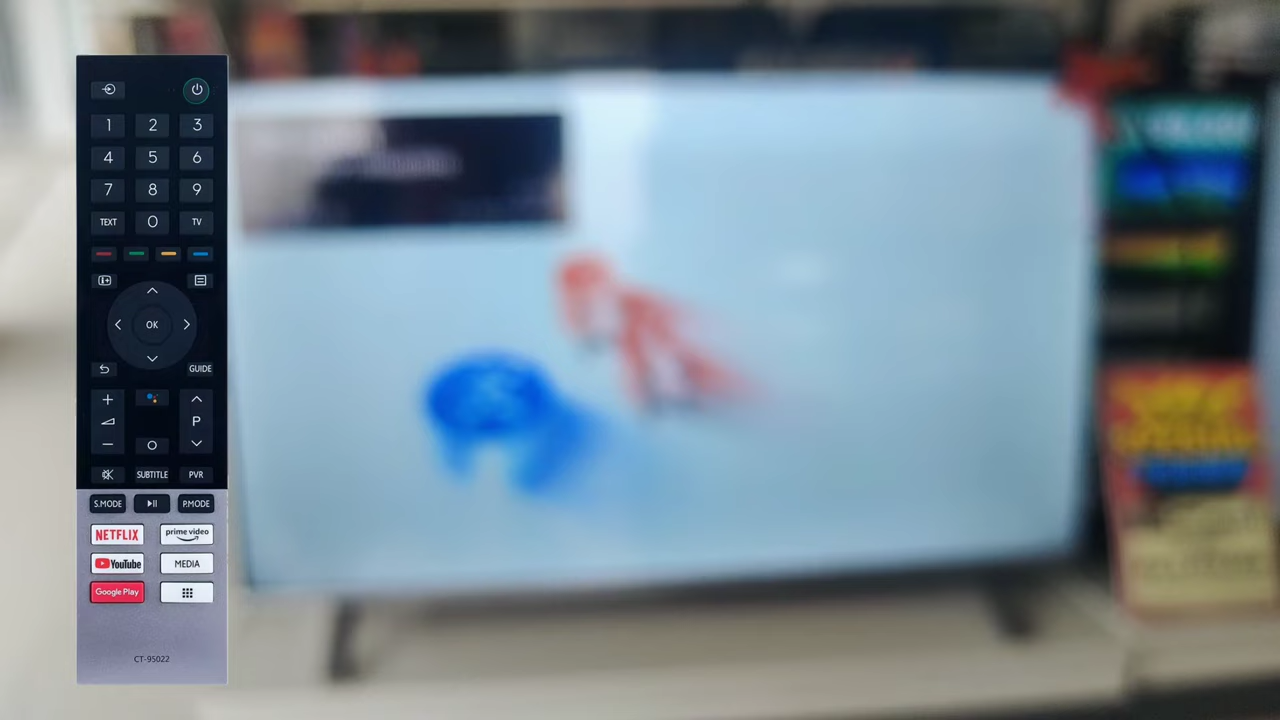 1 2 3
4 5 6
7 8 9
TEXT 0 TV
OK
GUIDE
+
P
−
SUBTITLE PVR
S.MODE P.MODE
NETFLIX prime video
YouTube MEDIA
Google Play
CT-95022